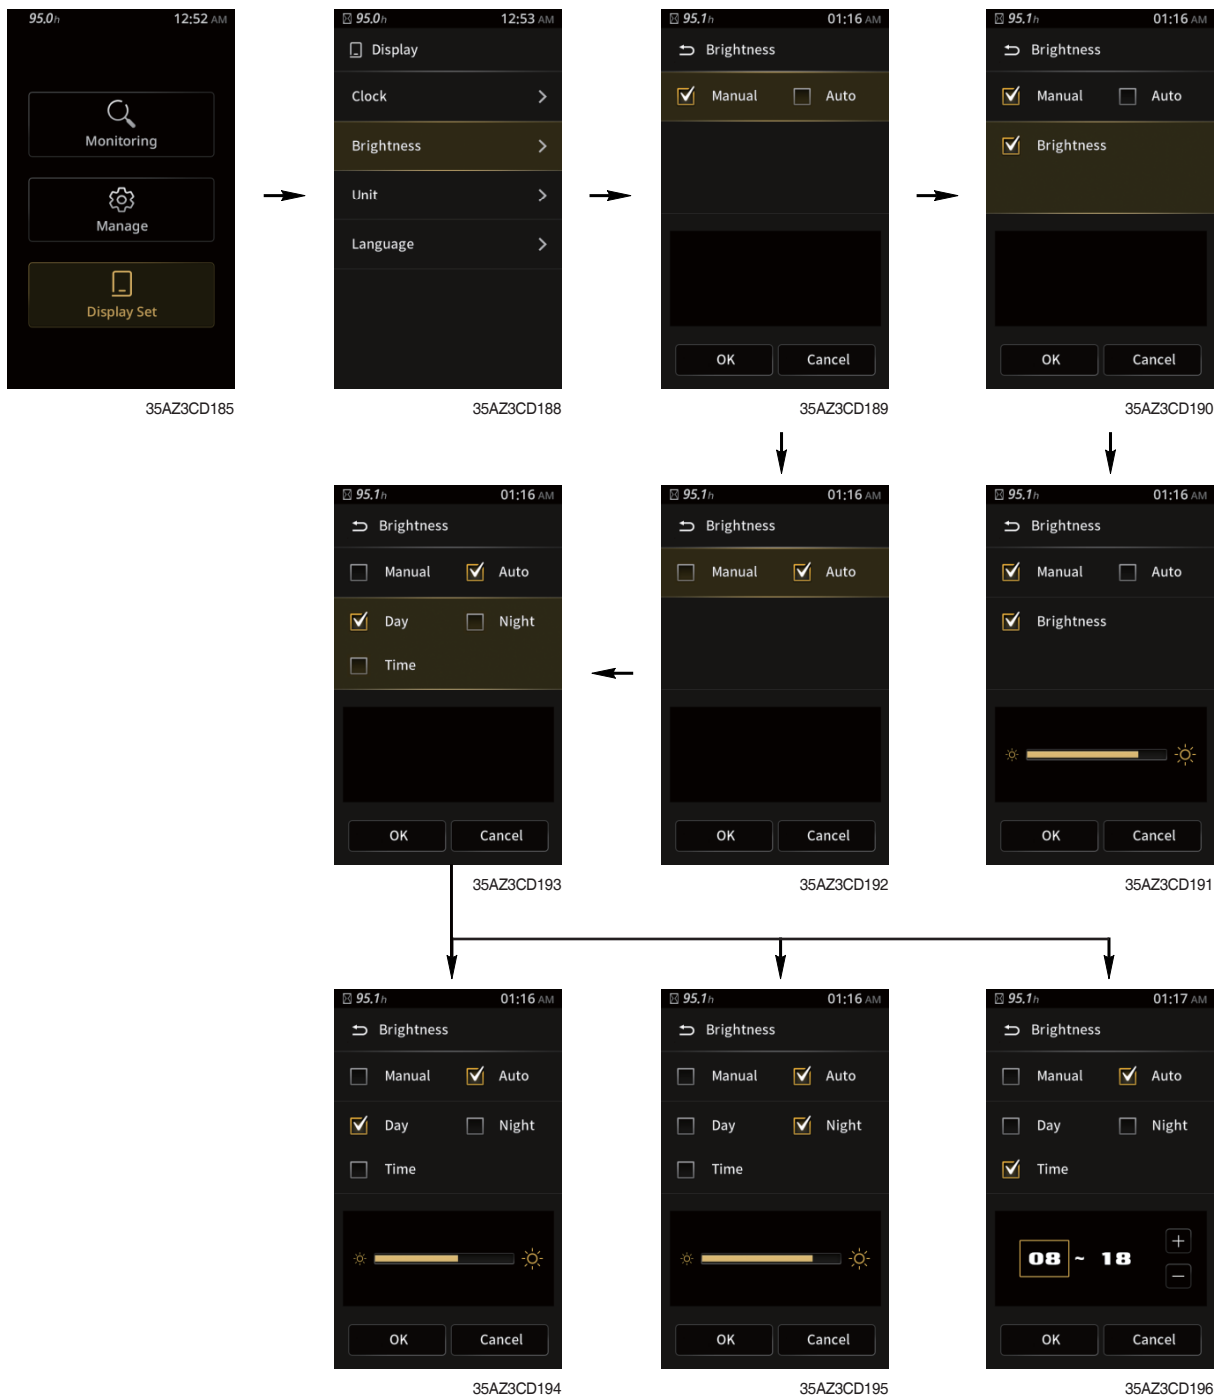 95.0h 12:52 AM
Monitoring
Manage
Display Set
35AZ3CD185
95.0h 12:53 AM
Display
Clock
Brightness
Unit
Language
35AZ3CD188
95.1h 01:16 AM
Brightness
Manual Auto
OK Cancel
35AZ3CD189
95.1h 01:16 AM
Brightness
Manual Auto
Brightness
OK Cancel
35AZ3CD190
95.1h 01:16 AM
Brightness
Manual Auto
Day Night
Time
OK Cancel
35AZ3CD193
95.1h 01:16 AM
Brightness
Manual Auto
OK Cancel
35AZ3CD192
95.1h 01:16 AM
Brightness
Manual Auto
Brightness
OK Cancel
35AZ3CD191
95.1h 01:16 AM
Brightness
Manual Auto
Day Night
Time
OK Cancel
35AZ3CD194
95.1h 01:16 AM
Brightness
Manual Auto
Day Night
Time
OK Cancel
35AZ3CD195
95.1h 01:17 AM
Brightness
Manual Auto
Day Night
Time
08 ~ 18 +
−
OK Cancel
35AZ3CD196